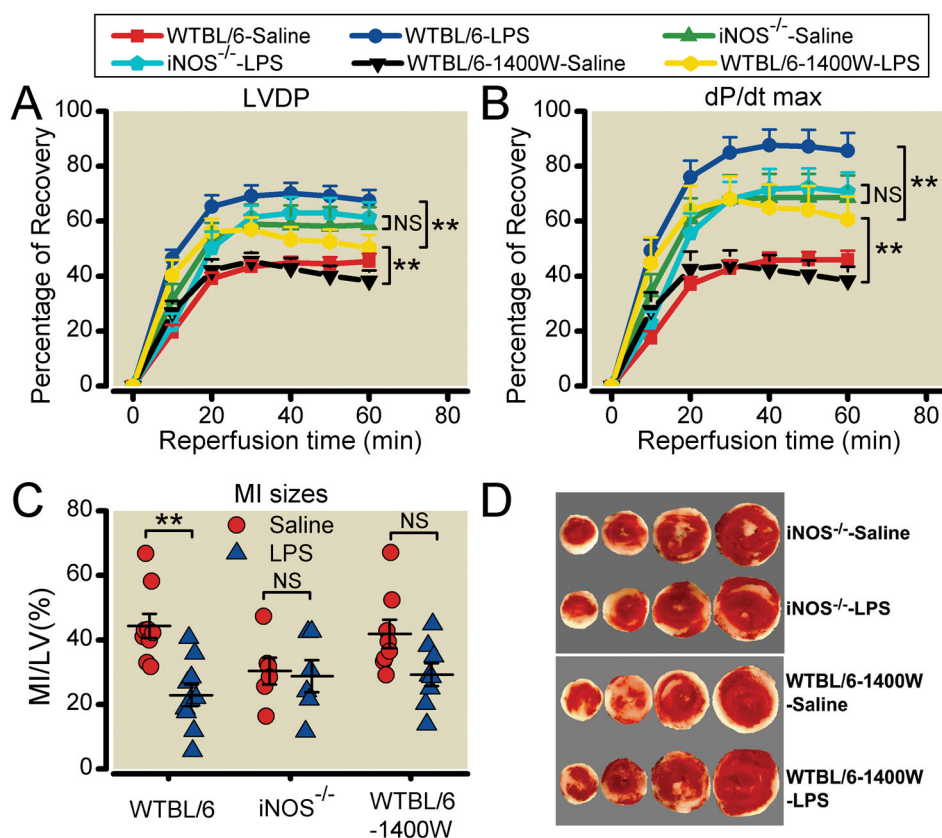 WTBL/6-Saline WTBL/6-LPS iNOS⁻/⁻-Saline
iNOS⁻/⁻-LPS WTBL/6-1400W-Saline WTBL/6-1400W-LPS
A LVDP
Percentage of Recovery
100
80
60
40
20
0
NS
**
**
0 20 40 60 80
Reperfusion time (min)
B dP/dt max
Percentage of Recovery
100
80
60
40
20
0
NS
**
**
0 20 40 60 80
Reperfusion time (min)
C MI sizes
MI/LV(%)
80
60
40
20
0
Saline
LPS
**
NS
NS
WTBL/6 iNOS⁻/⁻ WTBL/6
-1400W
D
iNOS⁻/⁻-Saline
iNOS⁻/⁻-LPS
WTBL/6-1400W
-Saline
WTBL/6-1400W
-LPS